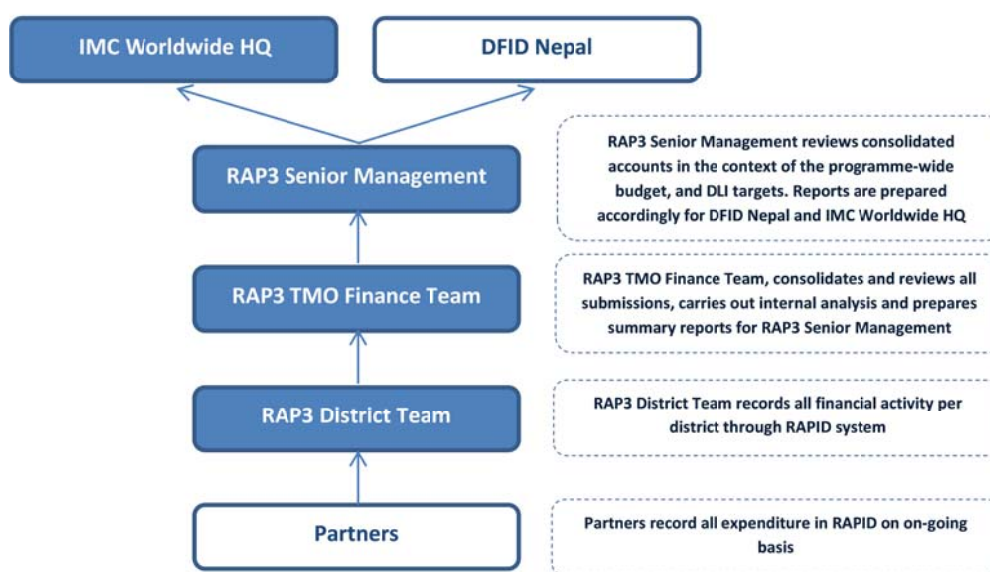 IMC Worldwide HQ
DFID Nepal
RAP3 Senior Management
RAP3 Senior Management reviews consolidated
accounts in the context of the programme-wide
budget, and DLI targets. Reports are prepared
accordingly for DFID Nepal and IMC Worldwide HQ
RAP3 TMO Finance Team
RAP3 TMO Finance Team, consolidates and reviews all
submissions, carries out internal analysis and prepares
summary reports for RAP3 Senior Management
RAP3 District Team
RAP3 District Team records all financial activity per
district through RAPID system
Partners
Partners record all expenditure in RAPID on on-going
basis